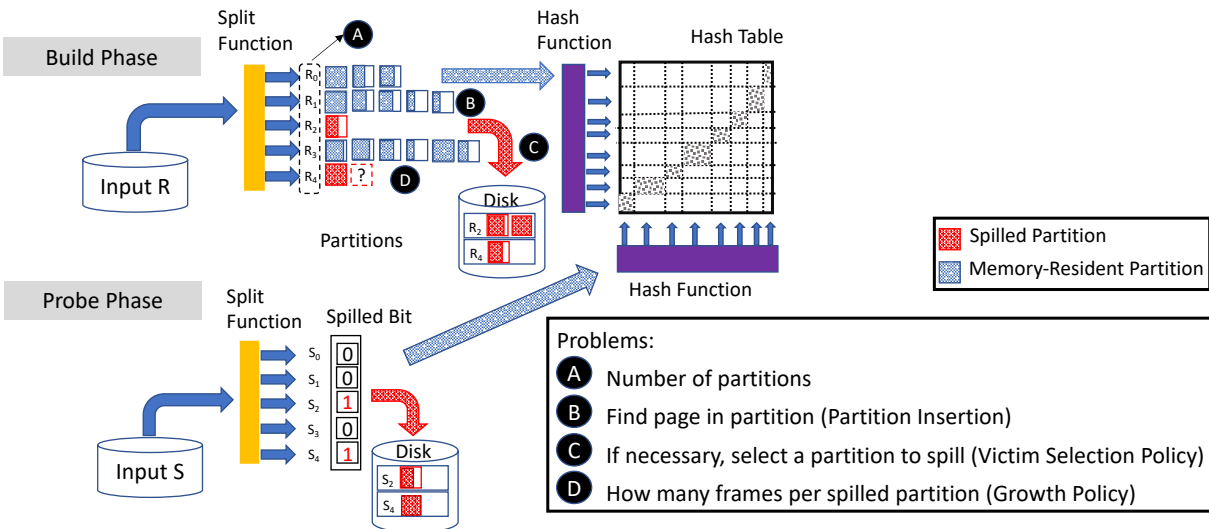 Split
Function
A
Hash
Function
Hash Table
Build Phase
R0
R1
B
R2
C
R3
R4
?
D
Input R
Disk
R2
R4
Partitions
Spilled Partition
Memory-Resident Partition
Hash Function
Probe Phase
Split
Function
Spilled Bit
S0
0
S1
0
S2
1
S3
0
S4
1
Input S
Disk
S2
S4
Problems:
A Number of partitions
B Find page in partition (Partition Insertion)
C If necessary, select a partition to spill (Victim Selection Policy)
D How many frames per spilled partition (Growth Policy)